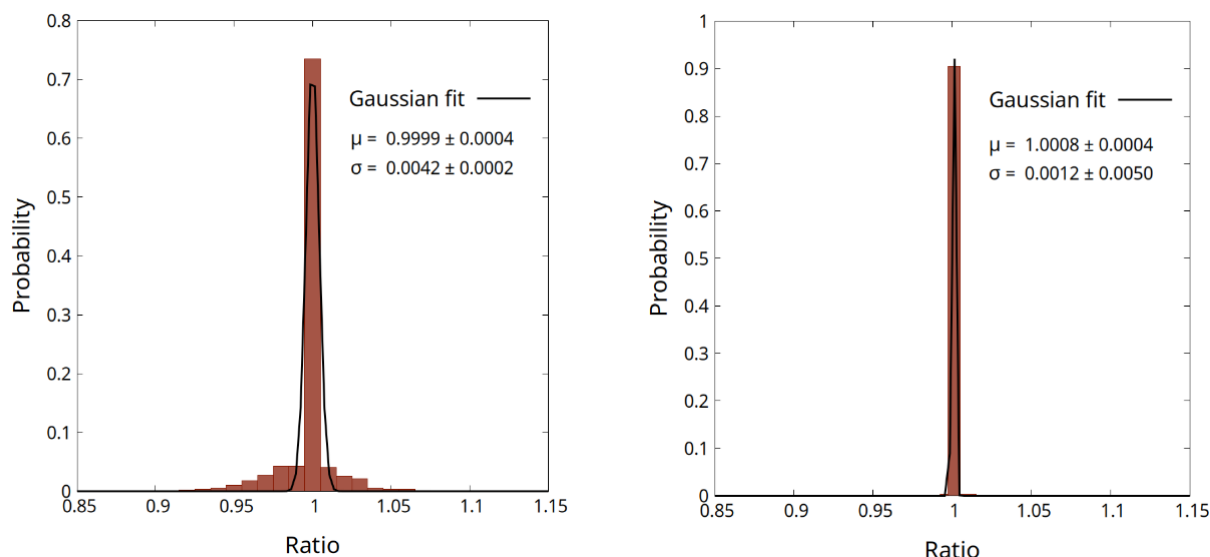 0.8
0.7
0.6
0.5
0.4
0.3
0.2
0.1
0
Probability
Gaussian fit
μ = 0.9999 ± 0.0004
σ = 0.0042 ± 0.0002
0.85 0.9 0.95 1 1.05 1.1 1.15
Ratio
1
0.9
0.8
0.7
0.6
0.5
0.4
0.3
0.2
0.1
0
Probability
Gaussian fit
μ = 1.0008 ± 0.0004
σ = 0.0012 ± 0.0050
0.85 0.9 0.95 1 1.05 1.1 1.15
Ratio